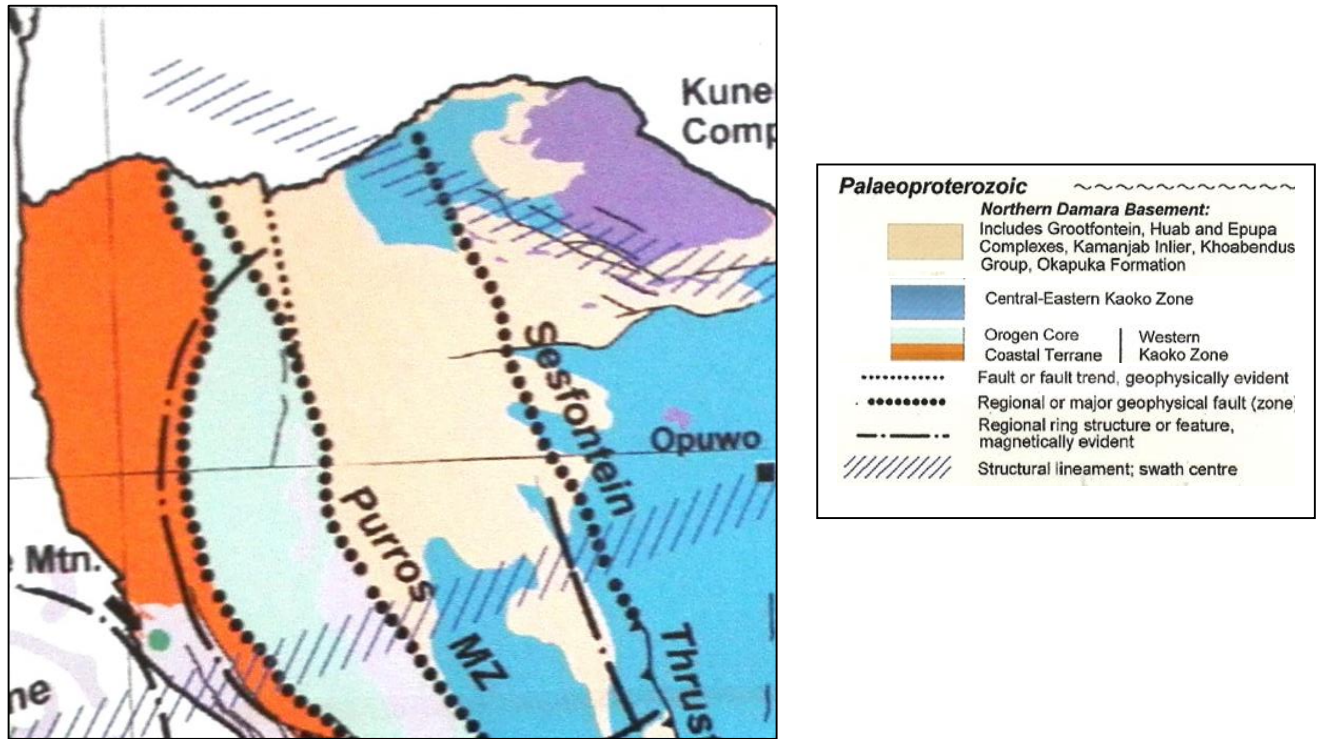 Kune
Comp
Sesfontein
Opuwo
Purros
e Mtn.
MZ
Thrus
ne
Palaeoproterozoic
Northern Damara Basement:
Includes Grootfontein, Huab and Epupa
Complexes, Kamanjab Inlier, Khoabendus
Group, Okapuka Formation
Central-Eastern Kaoko Zone
Orogen Core
Coastal Terrane
Western
Kaoko Zone
Fault or fault trend, geophysically evident
Regional or major geophysical fault (zone)
Regional ring structure or feature,
magnetically evident
Structural lineament; swath centre